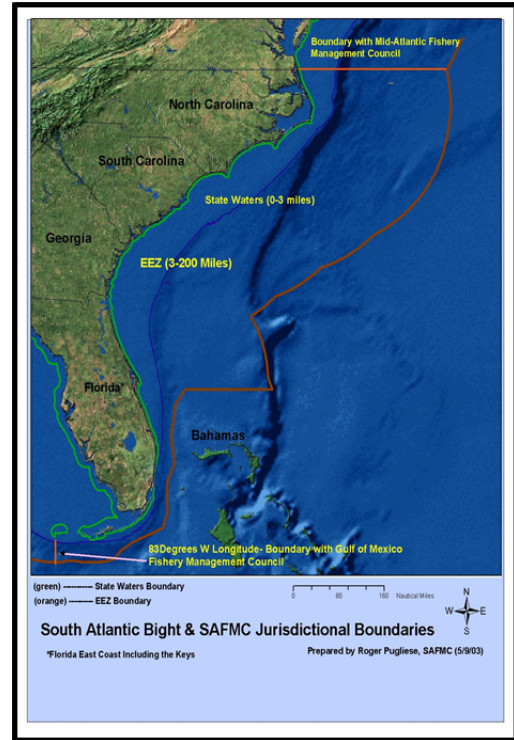 Boundary with Mid-Atlantic Fishery
Management Council
North Carolina
South Carolina
State Waters (0-3 miles)
Georgia
EEZ (3-200 Miles)
Florida*
Bahamas
83Degrees W Longitude- Boundary with Gulf of Mexico
Fishery Management Council
(green) ---------- State Waters Boundary
(orange) --------- EEZ Boundary
0 80 160 Nautical Miles
N
W E
S
South Atlantic Bight & SAFMC Jurisdictional Boundaries
*Florida East Coast Including the Keys
Prepared by Roger Pugliese, SAFMC (5/9/03)